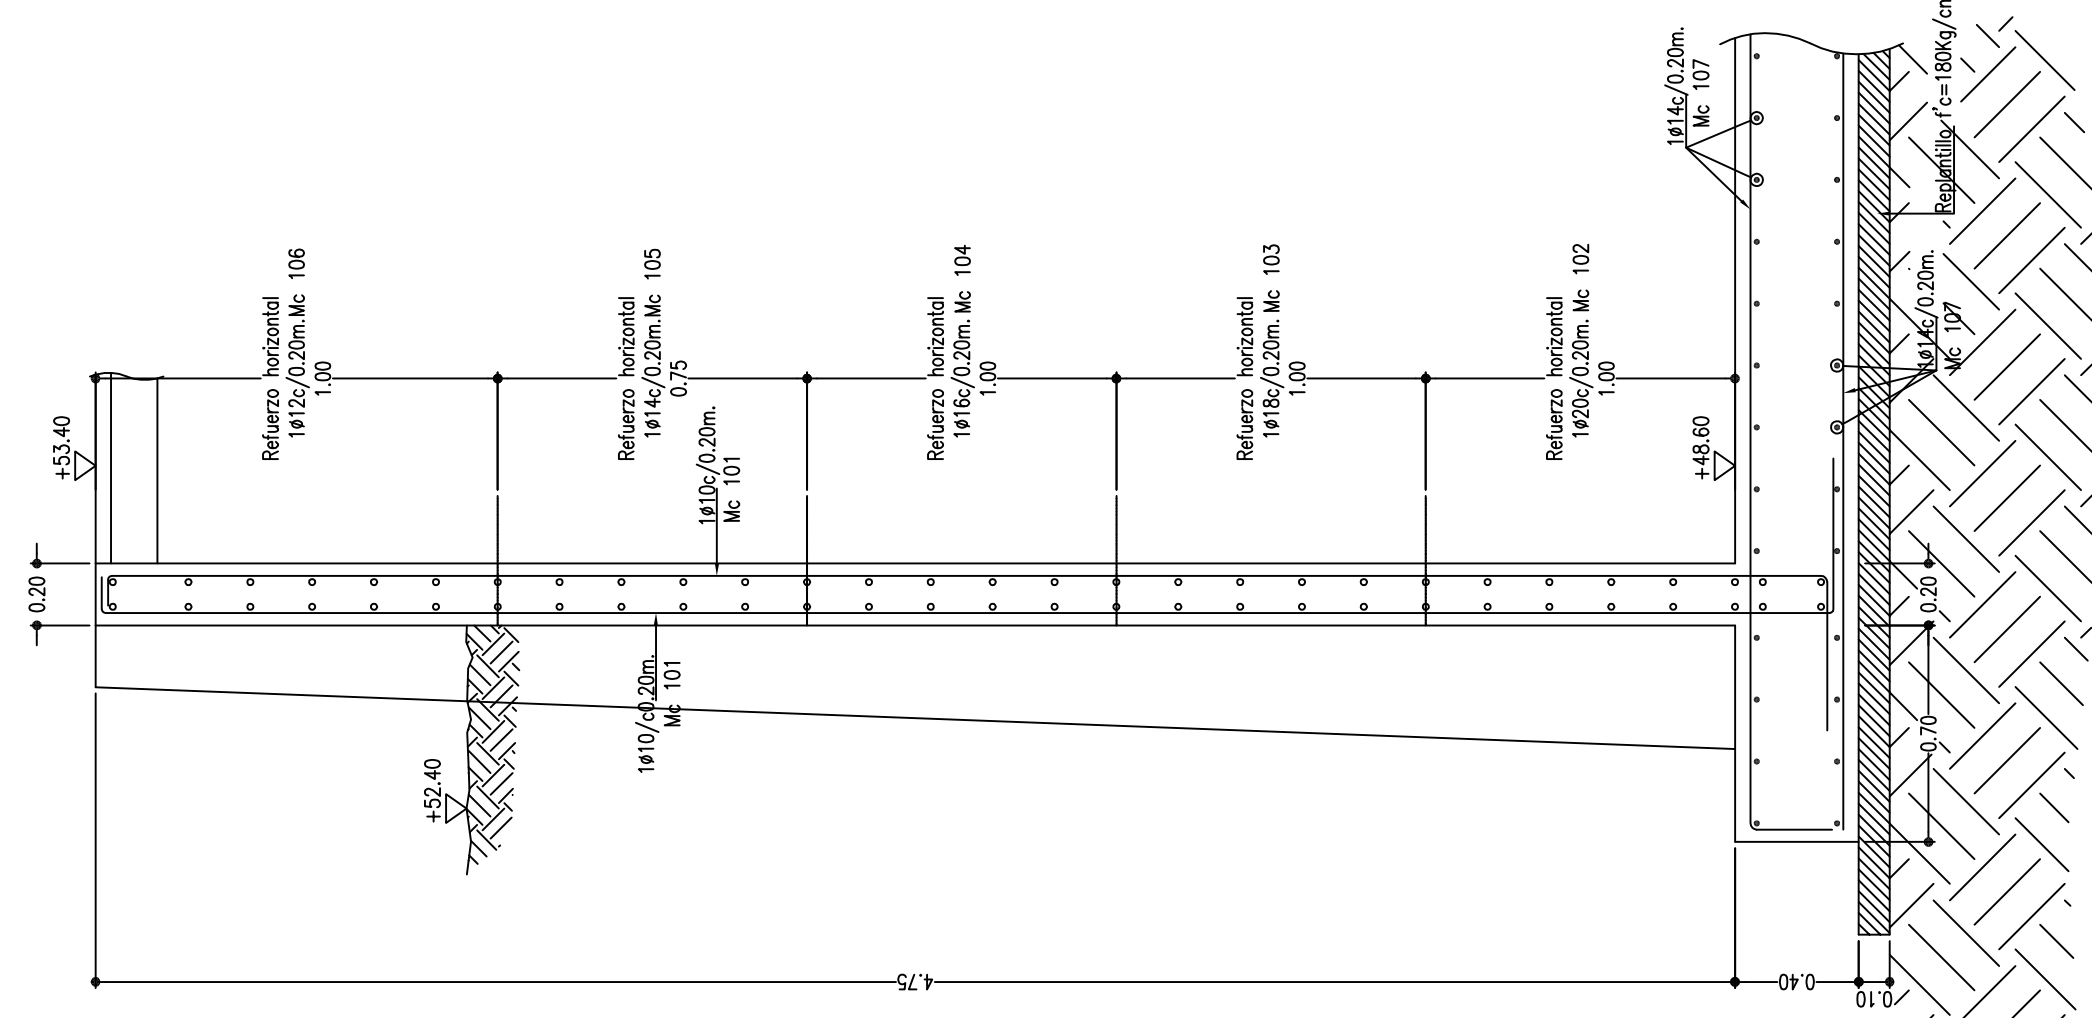 +53.40
0.20
Refuerzo horizontal
1ø12c/0.20m.Mc 106
1.00
Refuerzo horizontal
1ø14c/0.20m.Mc 105
0.75
Refuerzo horizontal
1ø16c/0.20m. Mc 104
1.00
Refuerzo horizontal
1ø18c/0.20m. Mc 103
1.00
Refuerzo horizontal
1ø20c/0.20m. Mc 102
1.00
1ø10c/0.20m.
Mc 101
1ø10/c0.20m.
Mc 101
+52.40
+48.60
1ø14c/0.20m.
Mc 107
Replantillo f'c=180Kg/cm
1ø14c/0.20m.
Mc 107
0.20
0.70
4.75
0.40
0.10